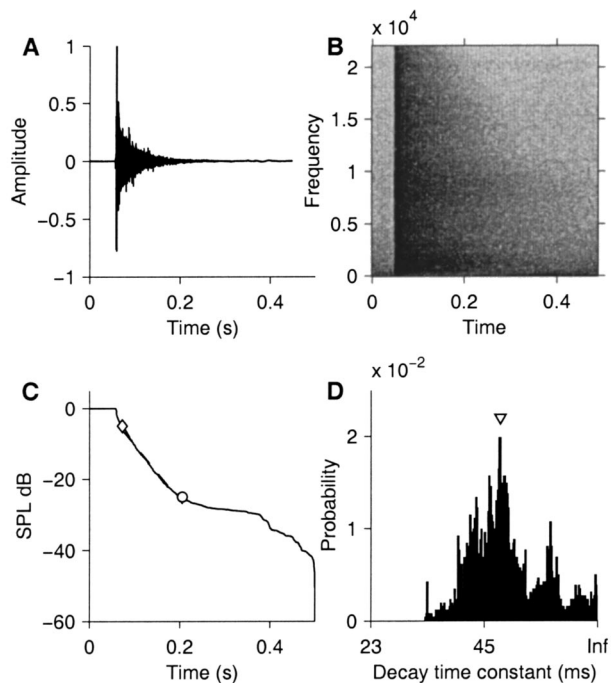 A
Amplitude
1
0.5
0
−0.5
−1
0
0.2
0.4
Time (s)
B
x 10^4
Frequency
2
1.5
1
0.5
0
0
0.2
0.4
Time
C
SPL dB
0
−20
−40
−60
0
0.2
0.4
Time (s)
D
x 10^−2
Probability
2
1
0
23
45
Inf
Decay time constant (ms)